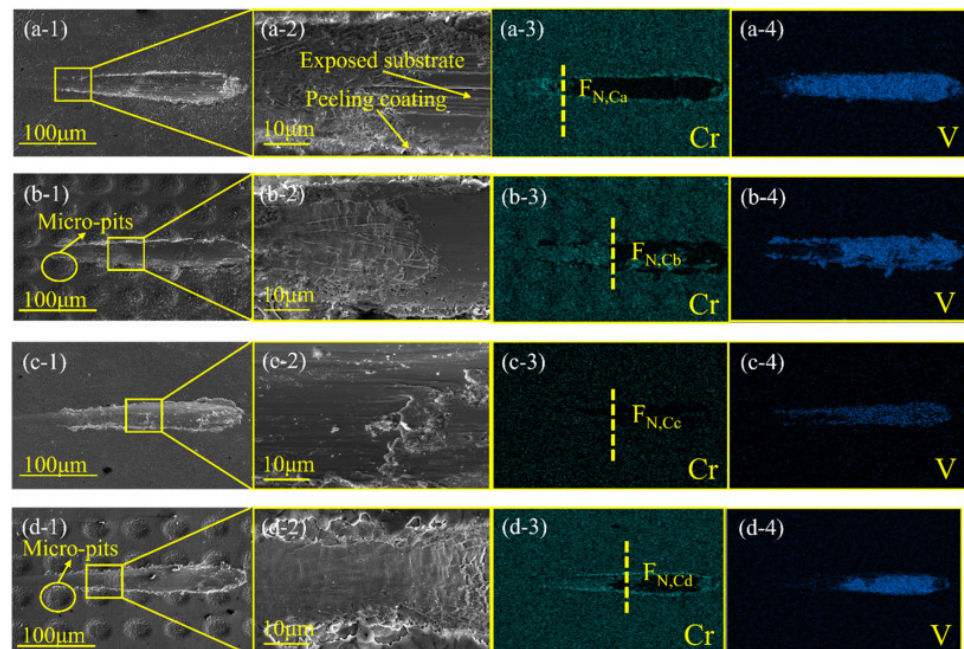 (a-1)
100μm
(a-2)
Exposed substrate
Peeling coating
10μm
(a-3)
F_N,Ca
Cr
(a-4)
V
(b-1)
Micro-pits
100μm
(b-2)
10μm
(b-3)
F_N,Cb
Cr
(b-4)
V
(c-1)
100μm
(c-2)
10μm
(c-3)
F_N,Cc
Cr
(c-4)
V
(d-1)
Micro-pits
100μm
(d-2)
10μm
(d-3)
F_N,Cd
Cr
(d-4)
V